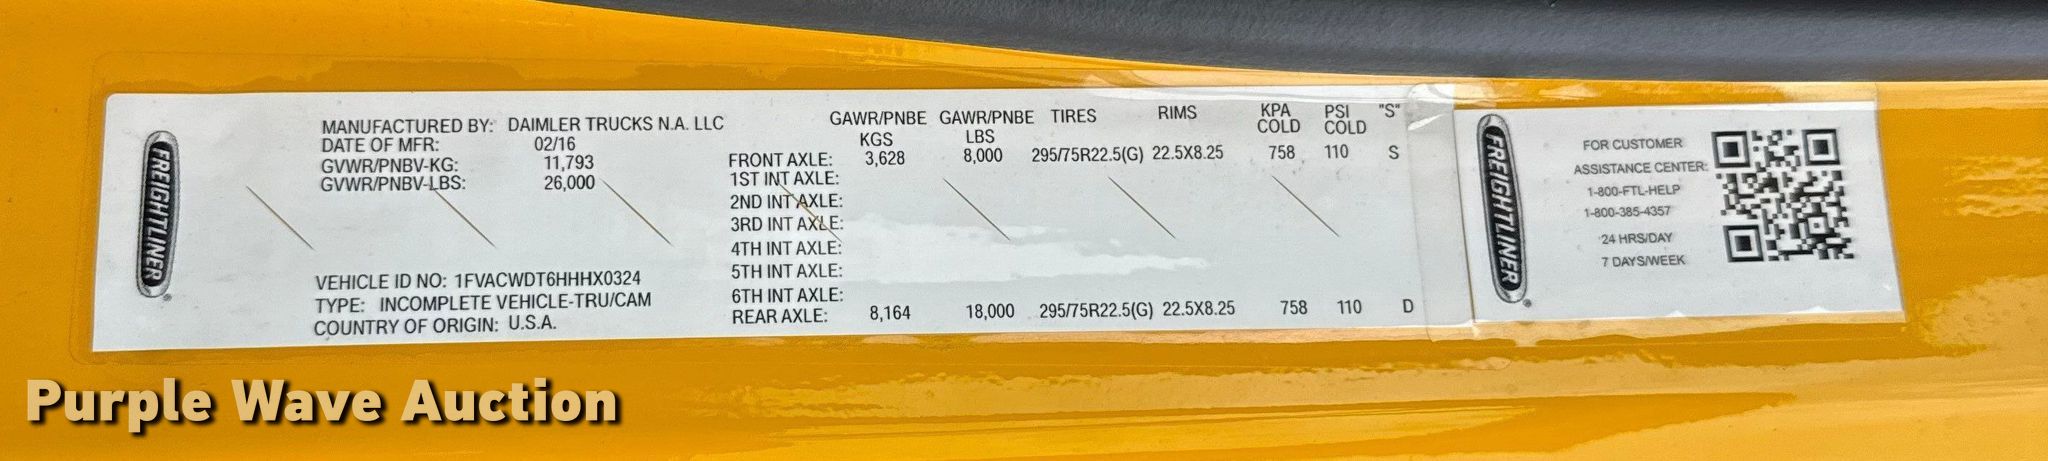 FREIGHTLINER
MANUFACTURED BY: DAIMLER TRUCKS N.A. LLC
DATE OF MFR: 02/16
GVWR/PNBV-KG: 11,793
GVWR/PNBV-LBS: 26,000
VEHICLE ID NO: 1FVACWDT6HHHX0324
TYPE: INCOMPLETE VEHICLE-TRU/CAM
COUNTRY OF ORIGIN: U.S.A.
GAWR/PNBE KGS GAWR/PNBE LBS TIRES RIMS KPA COLD PSI COLD "S"
FRONT AXLE: 3,628 8,000 295/75R22.5(G) 22.5X8.25 758 110 S
1ST INT AXLE:
2ND INT AXLE:
3RD INT AXLE:
4TH INT AXLE:
5TH INT AXLE:
6TH INT AXLE:
REAR AXLE: 8,164 18,000 295/75R22.5(G) 22.5X8.25 758 110 D
FREIGHTLINER
FOR CUSTOMER
ASSISTANCE CENTER:
1-800-FTL-HELP
1-800-385-4357
24 HRS/DAY
7 DAYS/WEEK
Purple Wave Auction